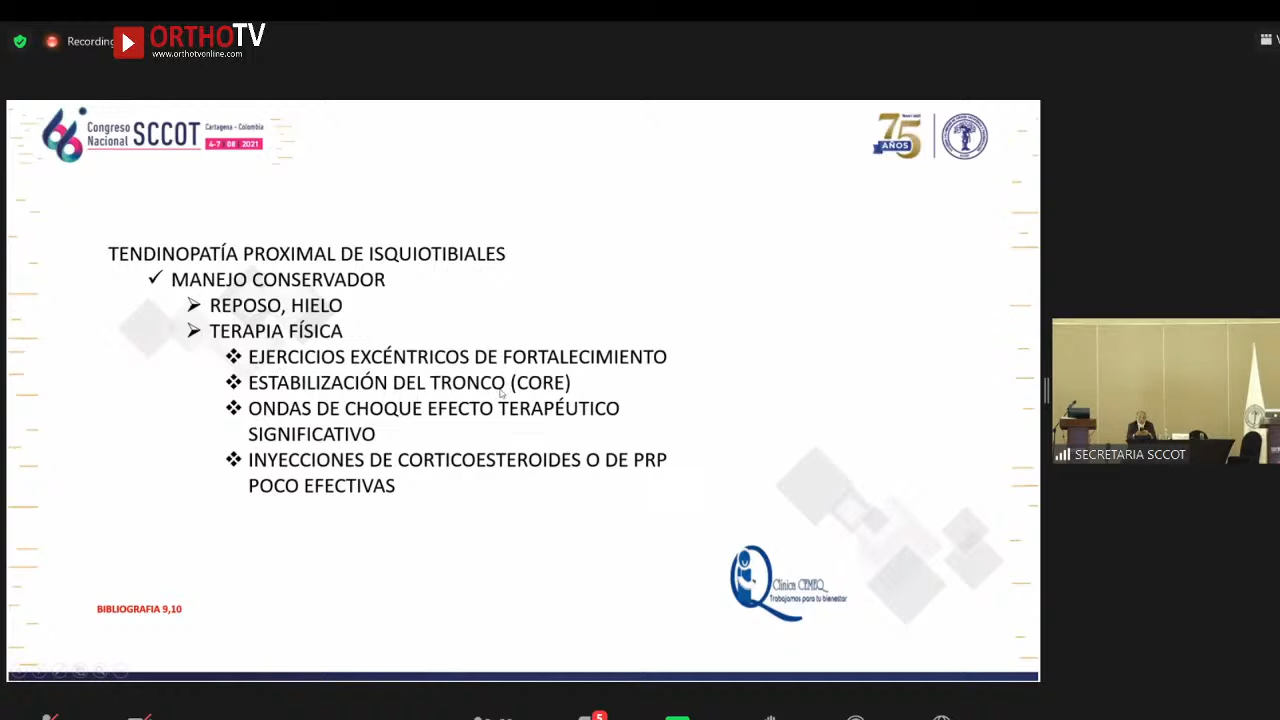 Recording
ORTHOTV
www.orthotvonline.com
Congreso
Nacional SCCOT
Cartagena - Colombia
4-7 08 2021
75
AÑOS
TENDINOPATÍA PROXIMAL DE ISQUIOTIBIALES
✓ MANEJO CONSERVADOR
➢ REPOSO, HIELO
➢ TERAPIA FÍSICA
❖ EJERCICIOS EXCÉNTRICOS DE FORTALECIMIENTO
❖ ESTABILIZACIÓN DEL TRONCO (CORE)
❖ ONDAS DE CHOQUE EFECTO TERAPÉUTICO
SIGNIFICATIVO
❖ INYECCIONES DE CORTICOESTEROIDES O DE PRP
POCO EFECTIVAS
SECRETARIA SCCOT
Clínica CEMEQ
Trabajamos para tu bienestar
BIBLIOGRAFIA 9,10
5